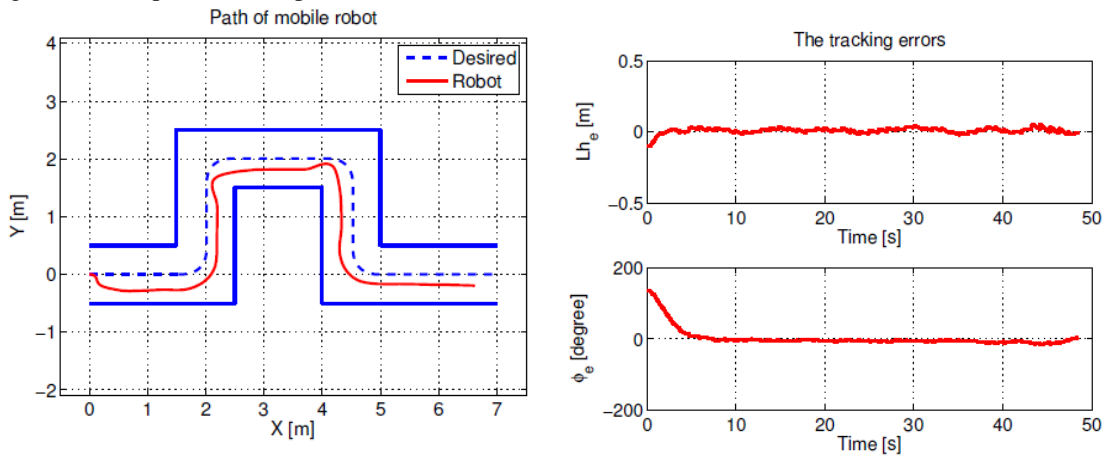 Path of mobile robot
4
3
2
1
0
−1
−2
Y [m]
0 1 2 3 4 5 6 7
X [m]
Desired
Robot
The tracking errors
0.5
0
−0.5
Lh_e [m]
0 10 20 30 40 50
Time [s]
200
0
−200
ϕ_e [degree]
0 10 20 30 40 50
Time [s]